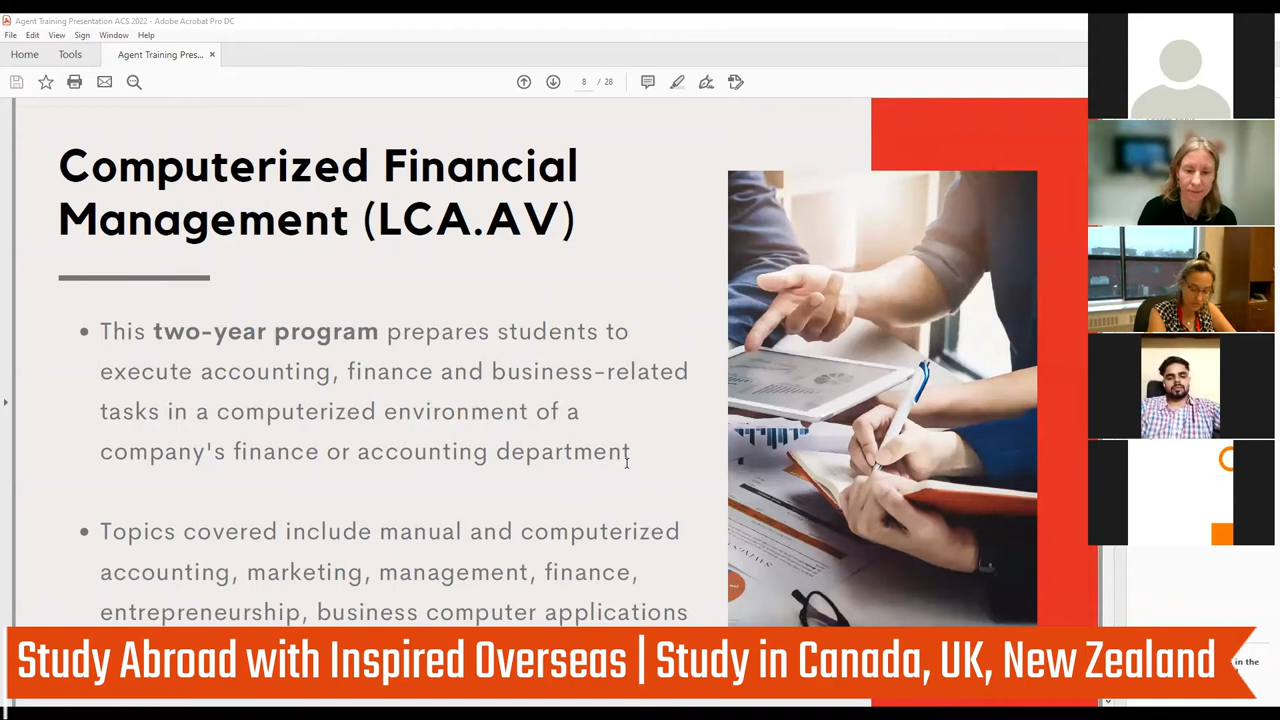 Agent Training Presentation ACS 2022 - Adobe Acrobat Pro DC
File Edit View Sign Window Help
Home Tools Agent Training Pres... ×
8 / 28
Computerized Financial
Management (LCA.AV)
• This two-year program prepares students to
execute accounting, finance and business-related
tasks in a computerized environment of a
company's finance or accounting department
• Topics covered include manual and computerized
accounting, marketing, management, finance,
entrepreneurship, business computer applications
Study Abroad with Inspired Overseas | Study in Canada, UK, New Zealand
in the